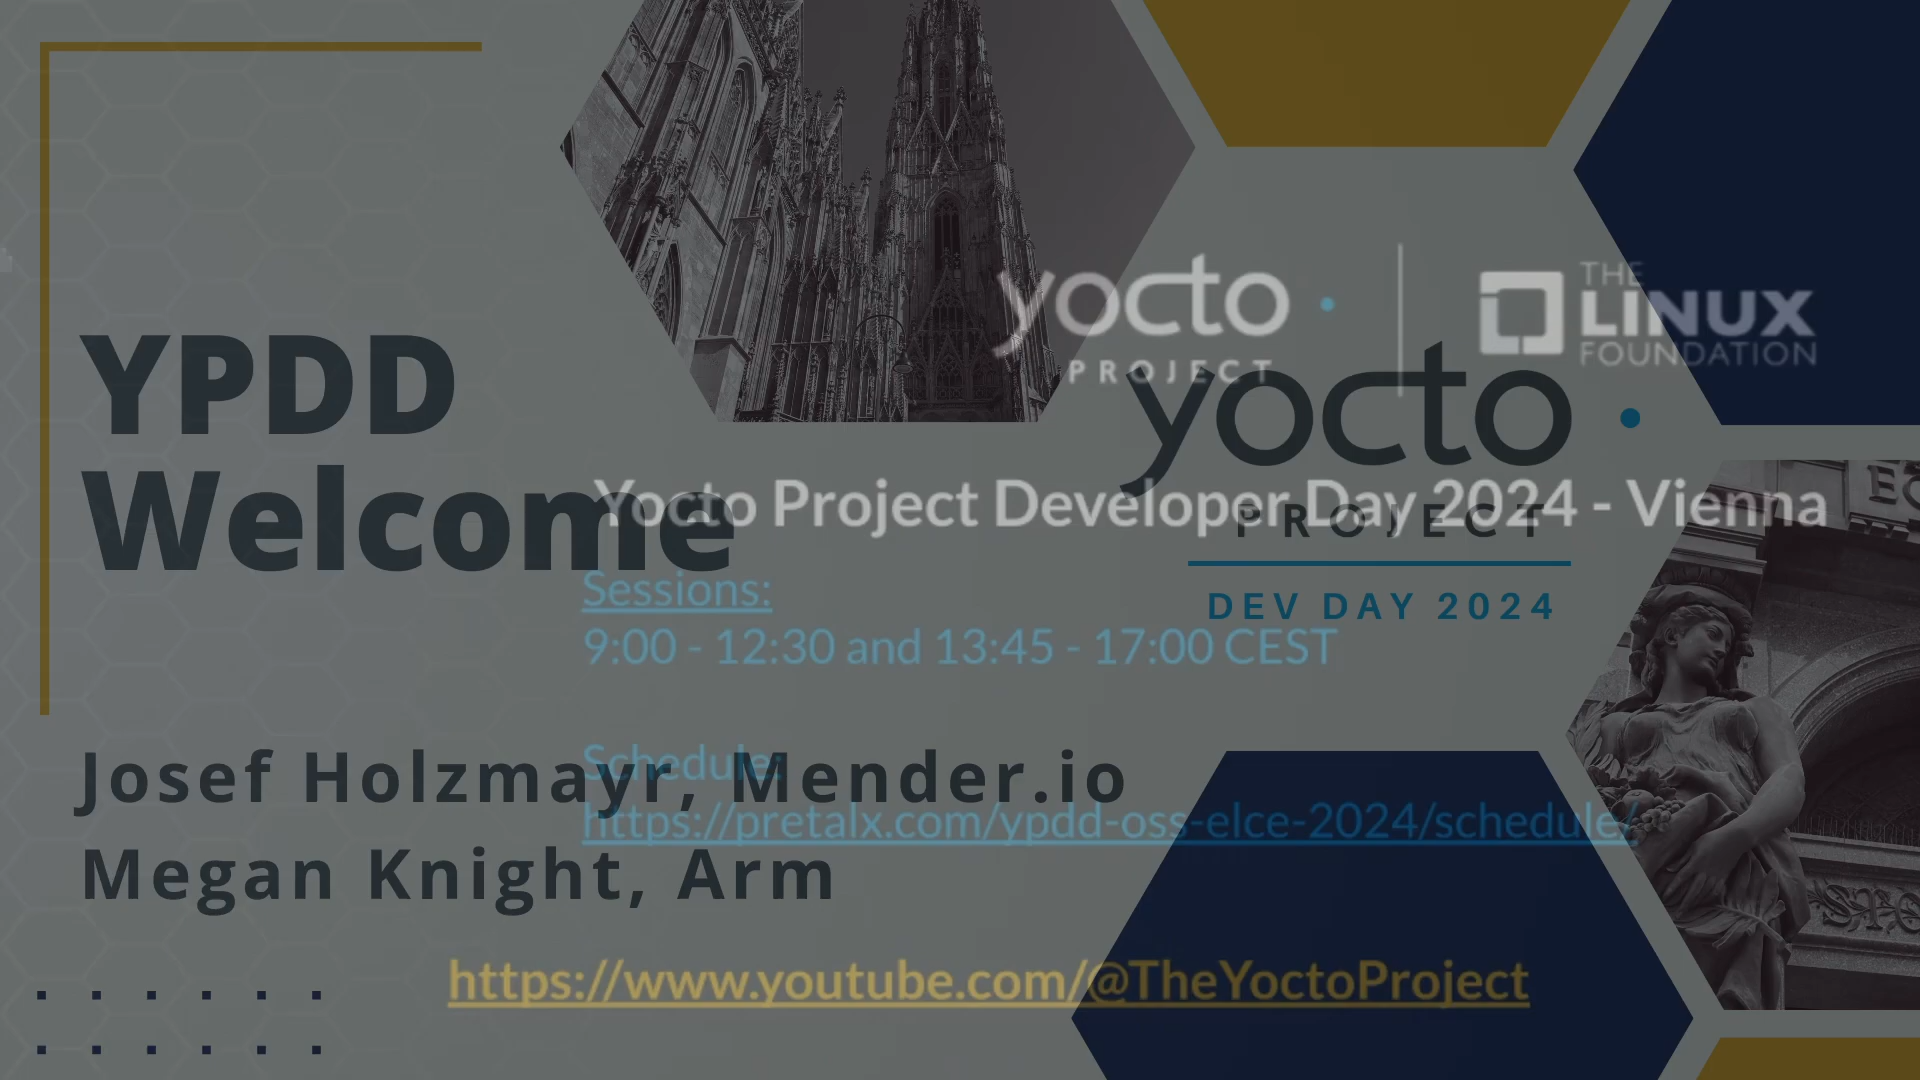 yocto
PROJECT
THE
LINUX
FOUNDATION
YPDD
Welcome
yocto
PROJECT
DEV DAY 2024
Yocto Project Developer Day 2024 - Vienna
Sessions:
9:00 - 12:30 and 13:45 - 17:00 CEST
Josef Holzmayr, Mender.io
Megan Knight, Arm
Schedule:
https://pretalx.com/ypdd-oss-elce-2024/schedule/
https://www.youtube.com/@TheYoctoProject